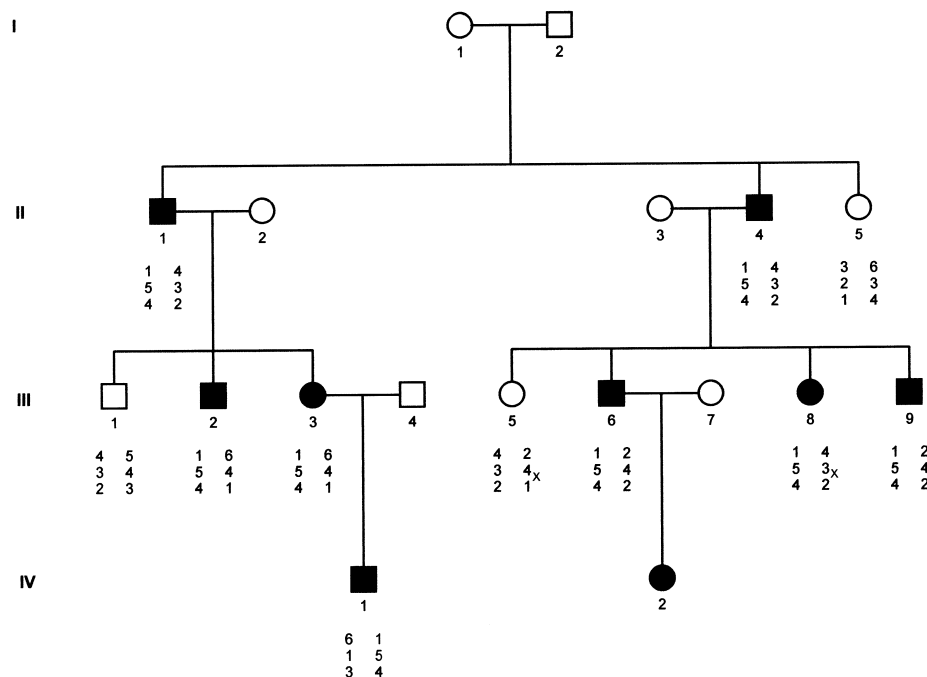 I
1 2
II
1 2 3 4 5
1 4 1 4 3 6
5 3 5 3 2 3
4 2 4 2 1 4
III
1 2 3 4 5 6 7 8 9
4 5 1 6 1 6 4 2 1 2 1 4 1 2
3 4 5 4 5 4 3 4x 5 4 5 3x 5 4
2 3 4 1 4 1 2 1 4 2 4 2 4 2
IV
1 2
6 1
1 5
3 4